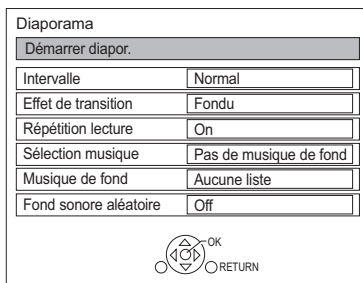 Diaporama
Démarrer diapor.
Intervalle Normal
Effet de transition Fondu
Répétition lecture On
Sélection musique Pas de musique de fond
Musique de fond Aucune liste
Fond sonore aléatoire Off
OK
RETURN